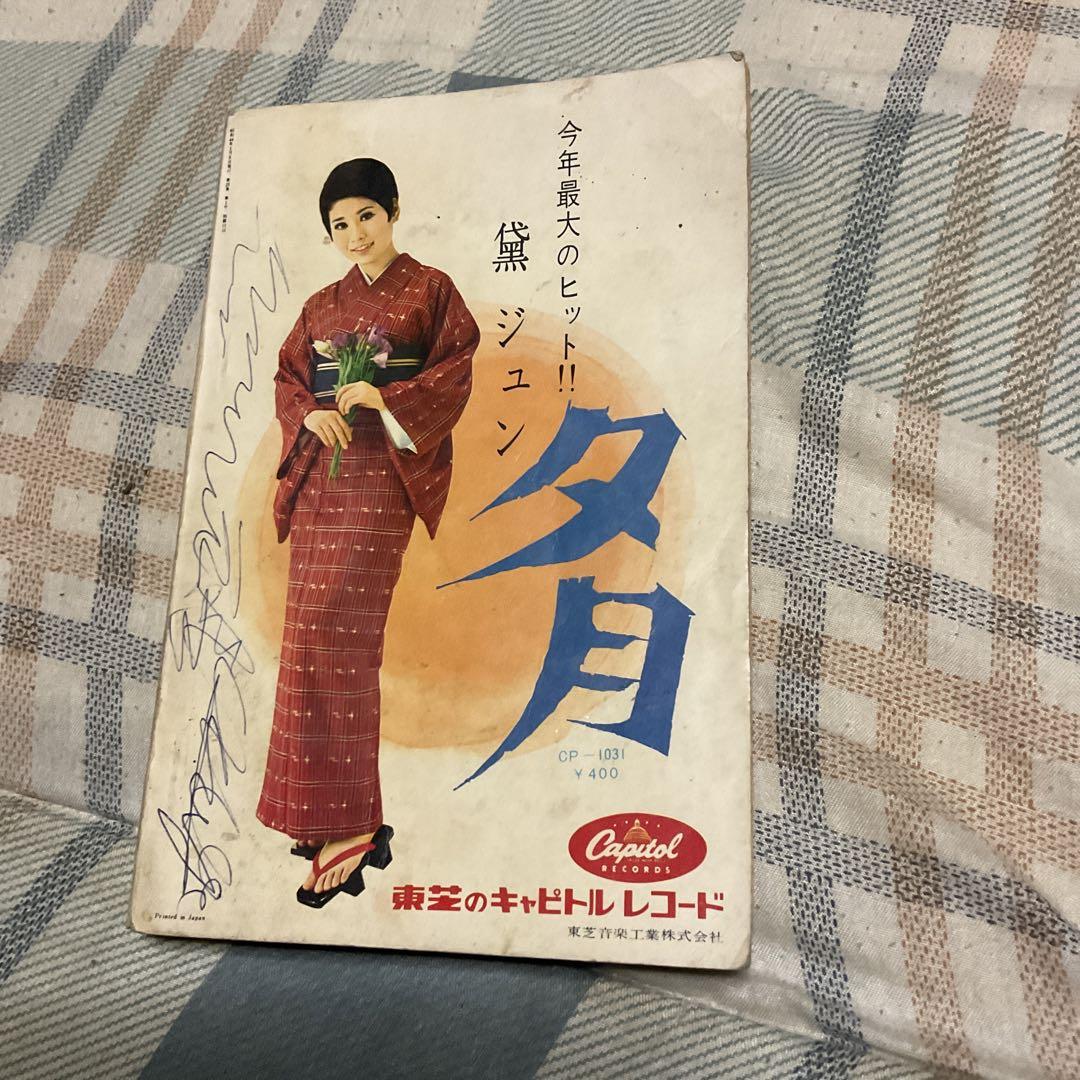 今年最大のヒット!!
黛 ジュン
夕月
CP-1031
¥400
Capitol
RECORDS
東芝のキャピトルレコード
東芝音楽工業株式会社
Printed in Japan